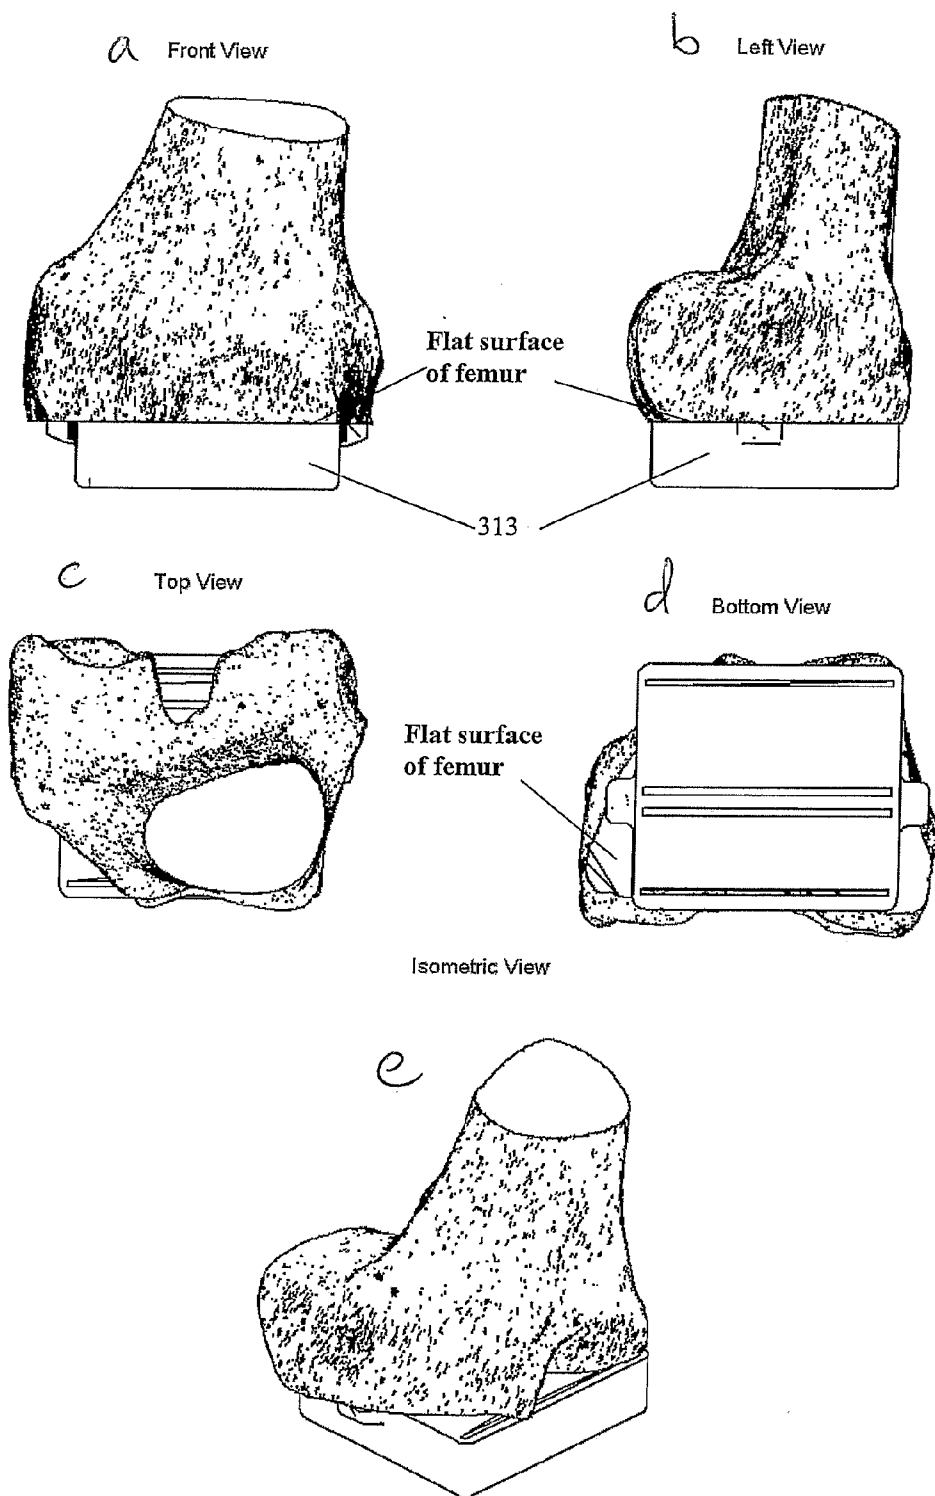 a Front View
b Left View
Flat surface
of femur
313
c Top View
d Bottom View
Flat surface
of femur
Isometric View
e